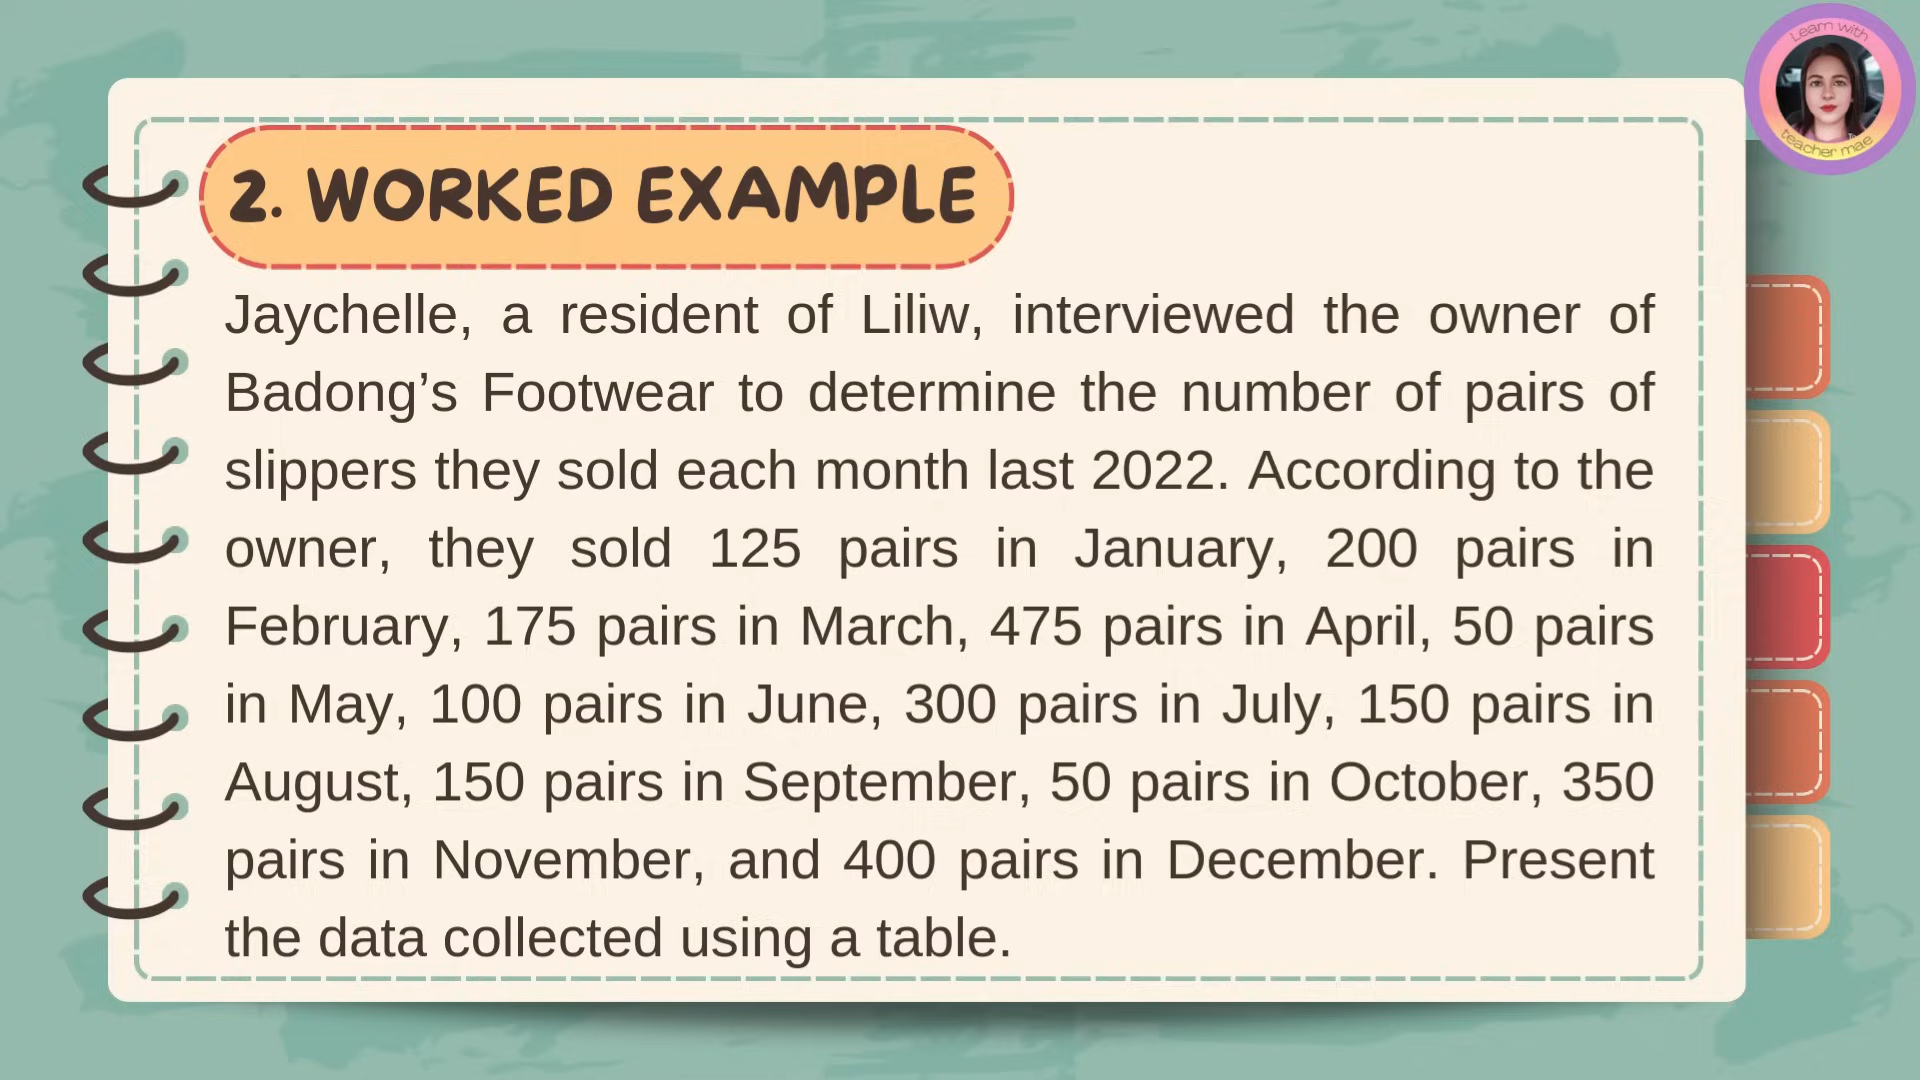 Learn with
teacher mae
2. WORKED EXAMPLE
Jaychelle, a resident of Liliw, interviewed the owner of
Badong’s Footwear to determine the number of pairs of
slippers they sold each month last 2022. According to the
owner, they sold 125 pairs in January, 200 pairs in
February, 175 pairs in March, 475 pairs in April, 50 pairs
in May, 100 pairs in June, 300 pairs in July, 150 pairs in
August, 150 pairs in September, 50 pairs in October, 350
pairs in November, and 400 pairs in December. Present
the data collected using a table.